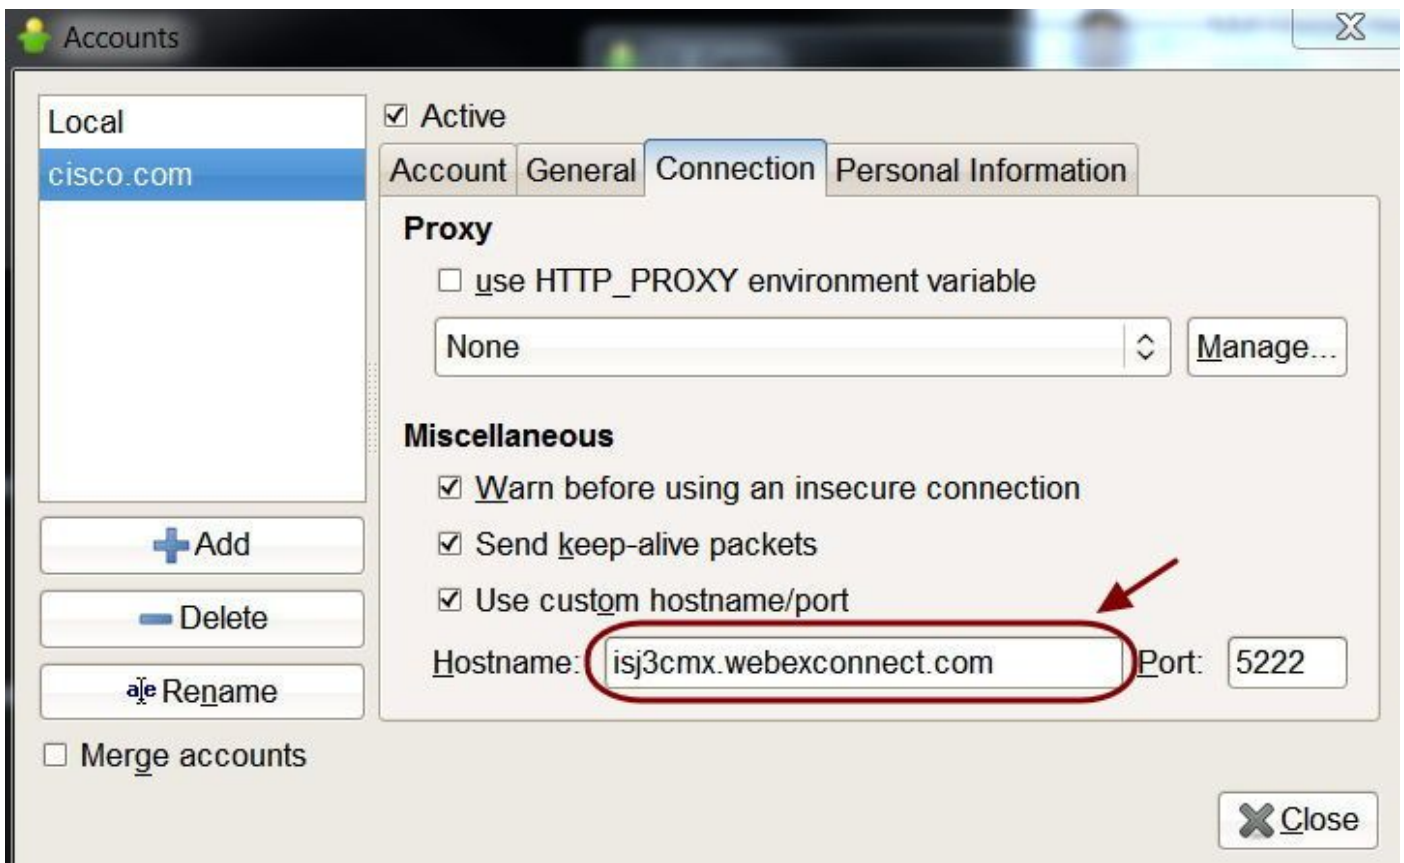 Accounts
Local
cisco.com
Add
Delete
Rename
Merge accounts
Active
Account General Connection Personal Information
Proxy
use HTTP_PROXY environment variable
None Manage...
Miscellaneous
Warn before using an insecure connection
Send keep-alive packets
Use custom hostname/port
Hostname: isj3cmx.webexconnect.com Port: 5222
Close